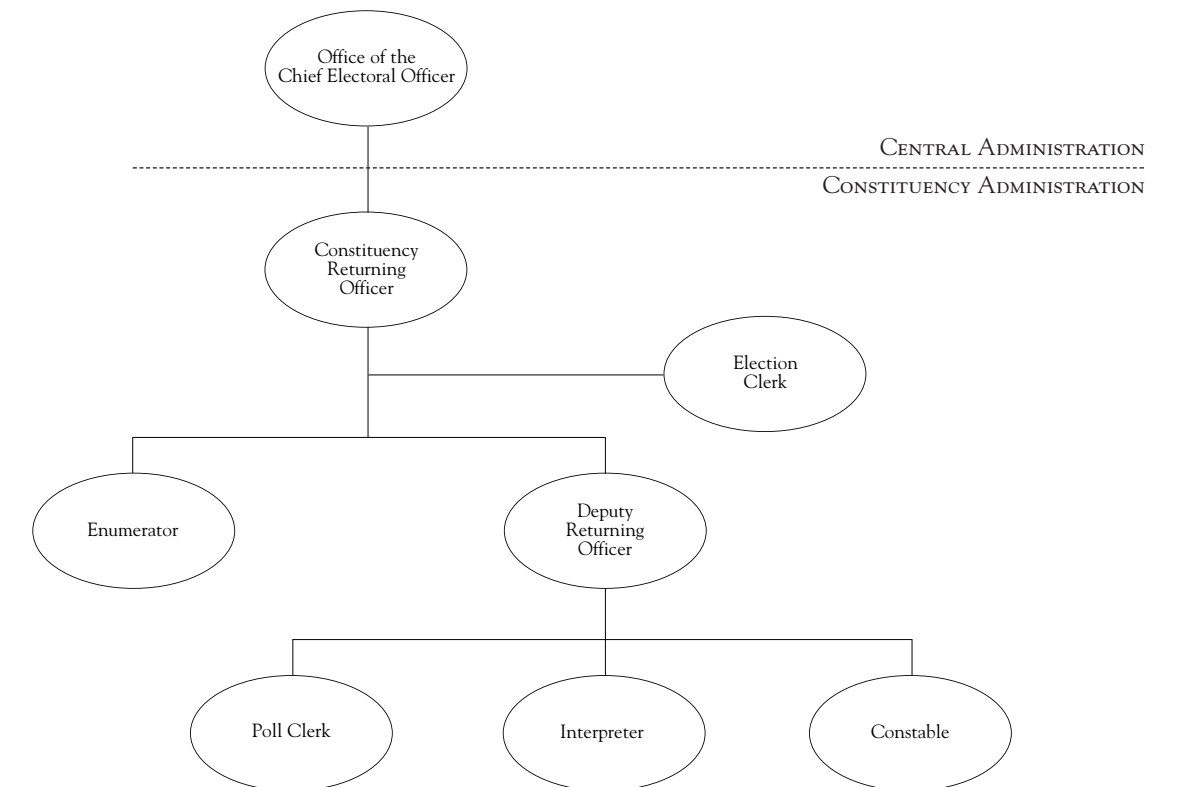 Office of the
Chief Electoral Officer
Central Administration
Constituency Administration
Constituency
Returning
Officer
Election
Clerk
Enumerator
Deputy
Returning
Officer
Poll Clerk
Interpreter
Constable